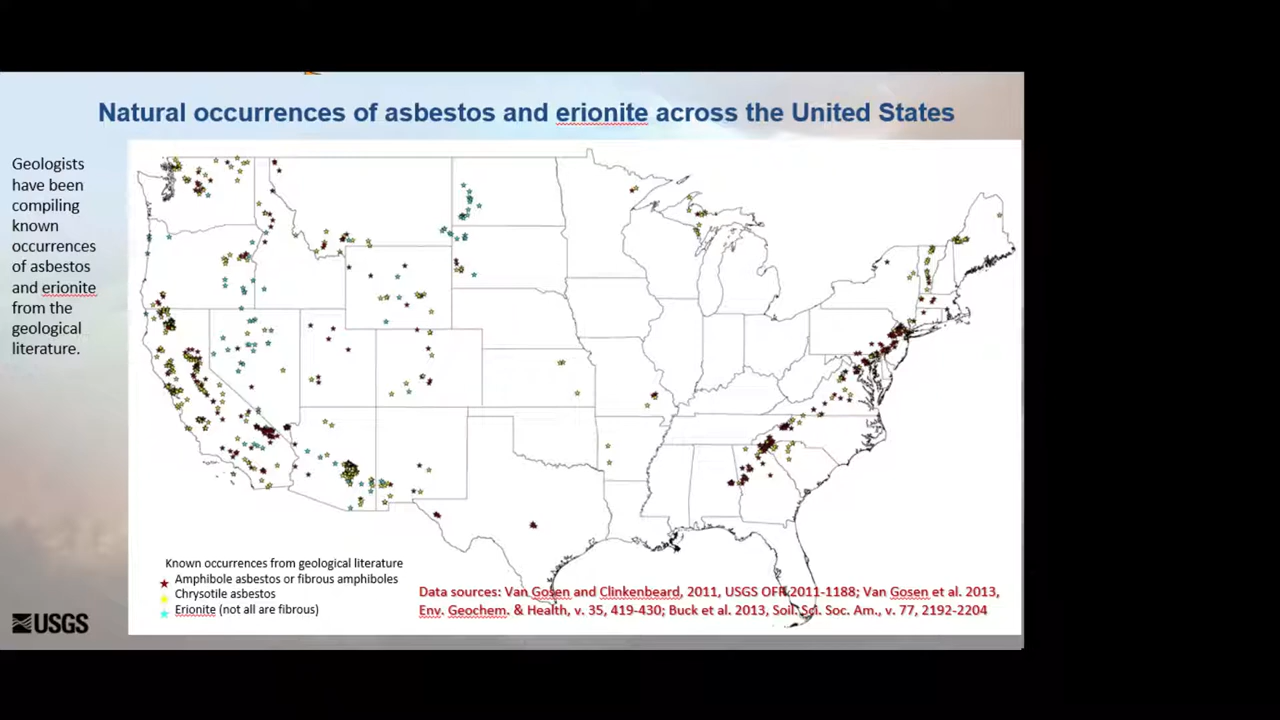 Natural occurrences of asbestos and erionite across the United States
Geologists
have been
compiling
known
occurrences
of asbestos
and erionite
from the
geological
literature.
Known occurrences from geological literature
Amphibole asbestos or fibrous amphiboles
Chrysotile asbestos
Erionite (not all are fibrous)
Data sources: Van Gosen and Clinkenbeard, 2011, USGS OFR 2011-1188; Van Gosen et al. 2013,
Env. Geochem. & Health, v. 35, 419-430; Buck et al. 2013, Soil. Sci. Soc. Am., v. 77, 2192-2204
USGS